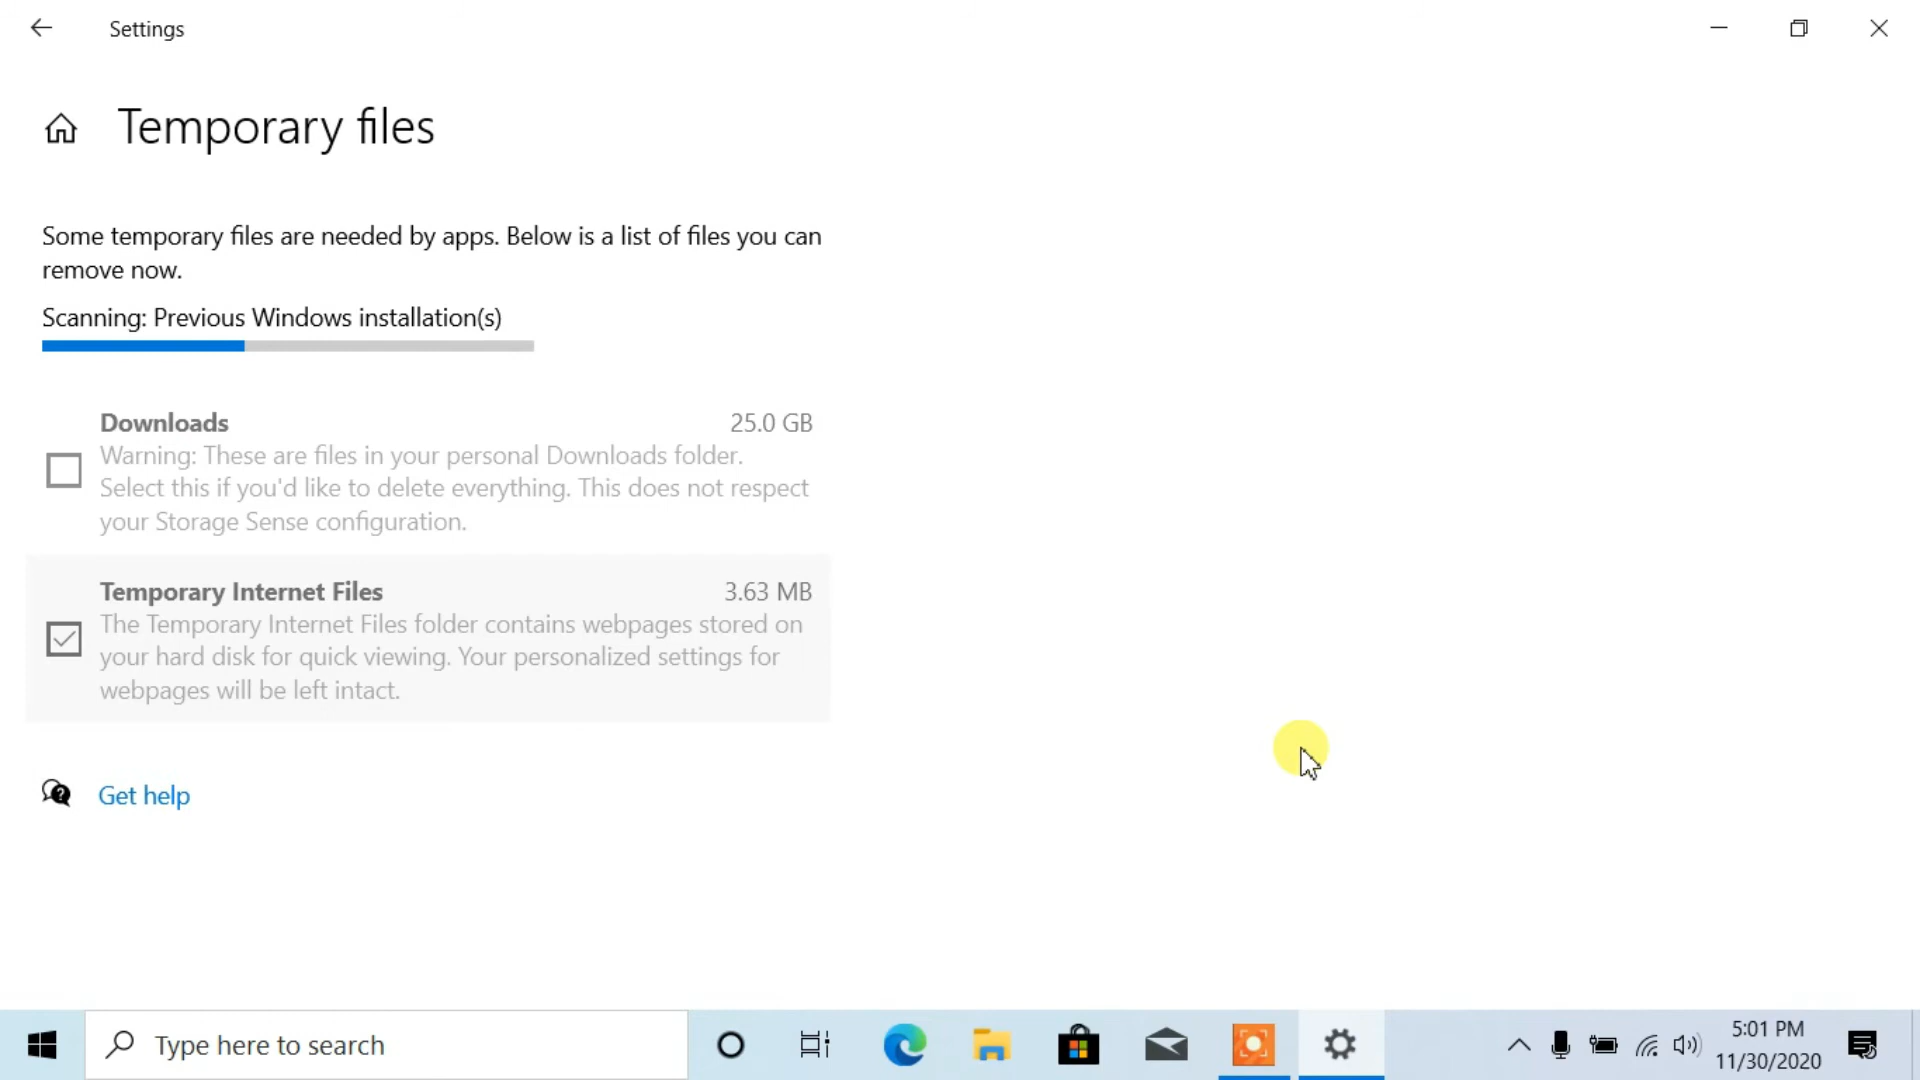 Settings
Temporary files
Some temporary files are needed by apps. Below is a list of files you can
remove now.
Scanning: Previous Windows installation(s)
Downloads 25.0 GB
Warning: These are files in your personal Downloads folder.
Select this if you'd like to delete everything. This does not respect
your Storage Sense configuration.
Temporary Internet Files 3.63 MB
The Temporary Internet Files folder contains webpages stored on
your hard disk for quick viewing. Your personalized settings for
webpages will be left intact.
Get help
Type here to search
5:01 PM
11/30/2020